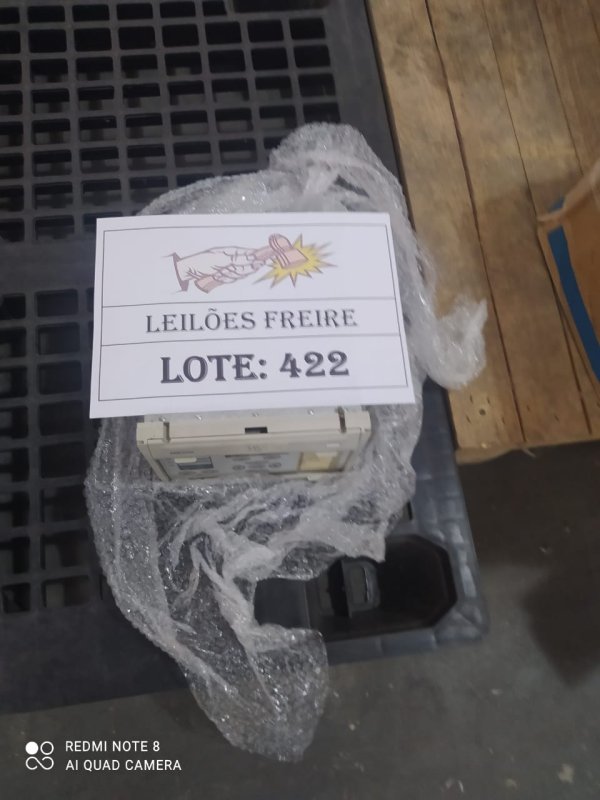 LEILÕES FREIRE
LOTE: 422
REDMI NOTE 8
AI QUAD CAMERA